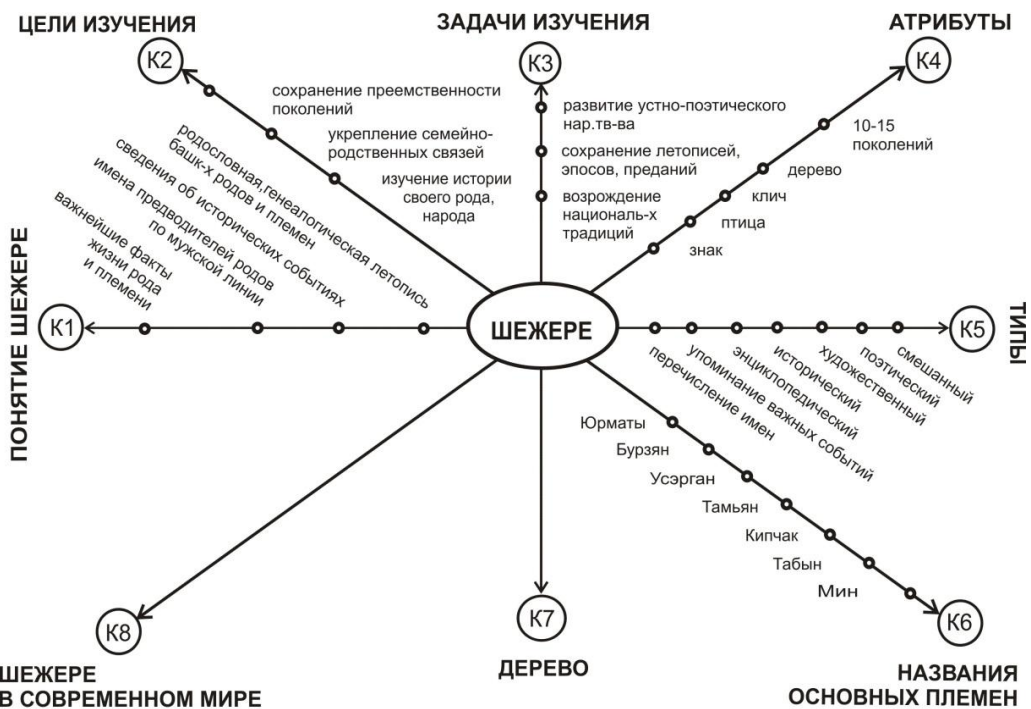 ЦЕЛИ ИЗУЧЕНИЯ
К2
сохранение преемственности
поколений
укрепление семейно-
родственных связей
изучение истории
своего рода,
народа
ЗАДАЧИ ИЗУЧЕНИЯ
К3
развитие устно-поэтического
нар.тв-ва
сохранение летописей,
эпосов, преданий
возрождение
националь-х
традиций
АТРИБУТЫ
К4
10-15
поколений
дерево
клич
птица
знак
ПОНЯТИЕ ШЕЖЕРЕ
К1
важнейшие факты
жизни рода
и племени
имена предводителей родов
по мужской линии
сведения об исторических событиях
родословная,генеалогическая летопись
башк-х родов и племен
ШЕЖЕРЕ
К5
ТИПЫ
перечисление имен
упоминание важных событий
энциклопедический
исторический
художественный
поэтический
смешанный
Юрматы
Бурзян
Усэрган
Тамьян
Кипчак
Табын
Мин
К6
НАЗВАНИЯ
ОСНОВНЫХ ПЛЕМЕН
К7
ДЕРЕВО
К8
ШЕЖЕРЕ
В СОВРЕМЕННОМ МИРЕ